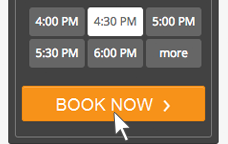 4:00 PM 4:30 PM 5:00 PM
5:30 PM 6:00 PM more
BOOK NOW ›